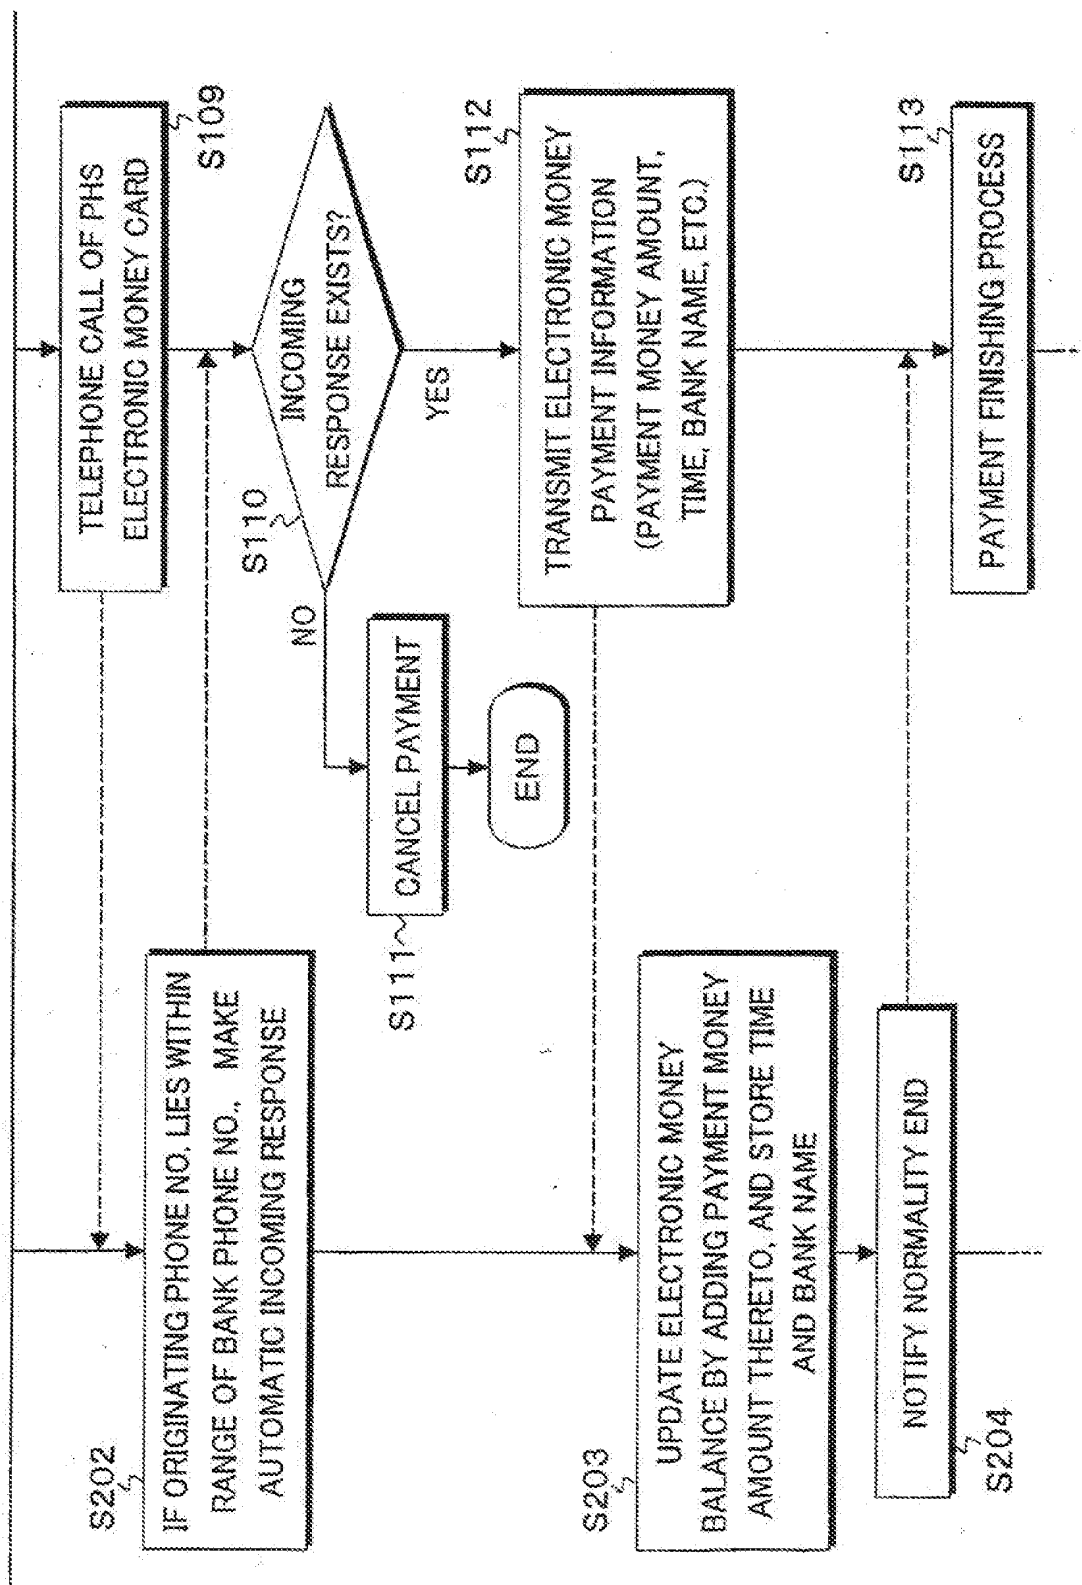 TELEPHONE CALL OF PHS
ELECTRONIC MONEY CARD
S109
S202
IF ORIGINATING PHONE NO. LIES WITHIN
RANGE OF BANK PHONE NO., MAKE
AUTOMATIC INCOMING RESPONSE
S110
INCOMING
RESPONSE EXISTS?
NO
YES
S111
CANCEL PAYMENT
END
S112
TRANSMIT ELECTRONIC MONEY
PAYMENT INFORMATION
(PAYMENT MONEY AMOUNT,
TIME, BANK NAME, ETC.)
S203
UPDATE ELECTRONIC MONEY
BALANCE BY ADDING PAYMENT MONEY
AMOUNT THERETO, AND STORE TIME
AND BANK NAME
NOTIFY NORMALITY END
S204
S113
PAYMENT FINISHING PROCESS